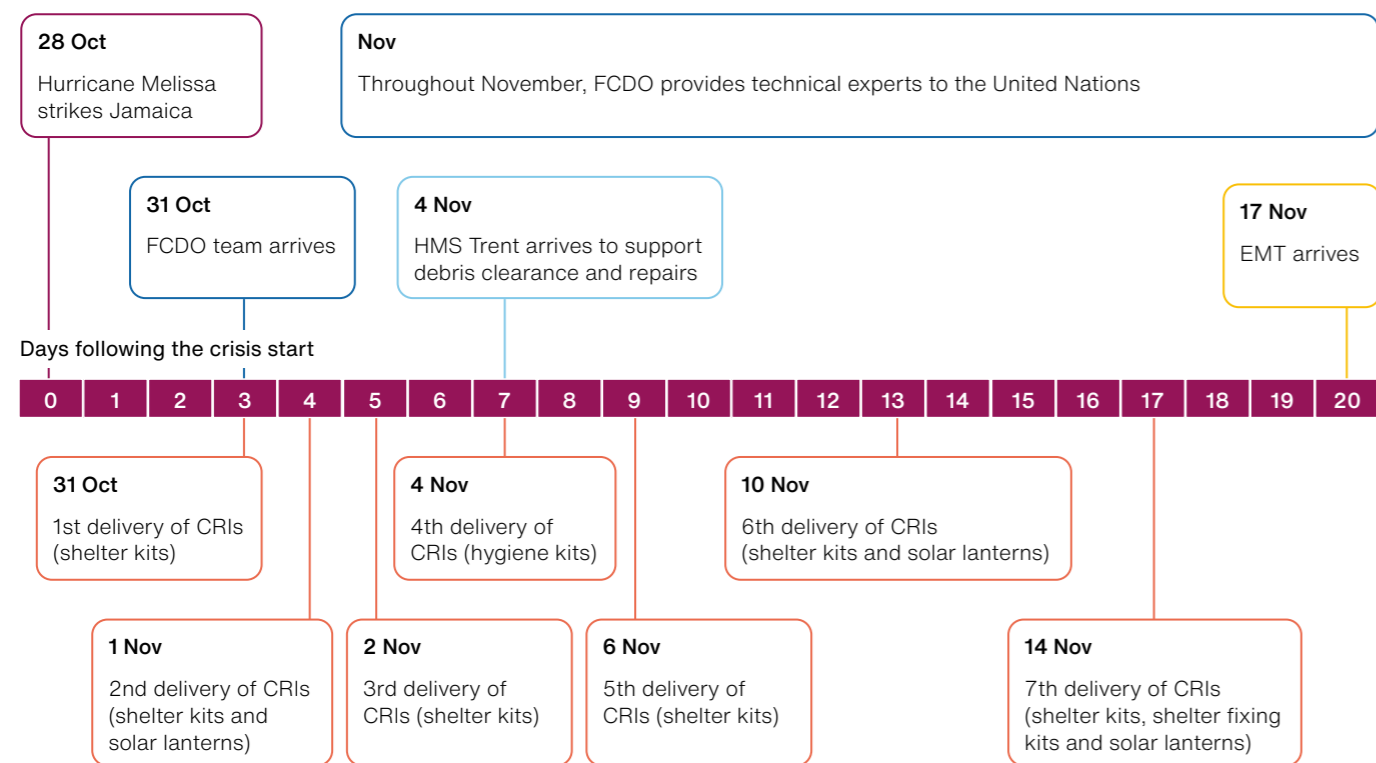 28 Oct
Hurricane Melissa
strikes Jamaica
Nov
Throughout November, FCDO provides technical experts to the United Nations
31 Oct
FCDO team arrives
4 Nov
HMS Trent arrives to support
debris clearance and repairs
17 Nov
EMT arrives
Days following the crisis start
0 1 2 3 4 5 6 7 8 9 10 11 12 13 14 15 16 17 18 19 20
31 Oct
1st delivery of CRIs
(shelter kits)
4 Nov
4th delivery of
CRIs (hygiene kits)
10 Nov
6th delivery of CRIs
(shelter kits and solar lanterns)
1 Nov
2nd delivery of CRIs
(shelter kits and
solar lanterns)
2 Nov
3rd delivery of
CRIs (shelter kits)
6 Nov
5th delivery of
CRIs (shelter kits)
14 Nov
7th delivery of CRIs
(shelter kits, shelter fixing
kits and solar lanterns)